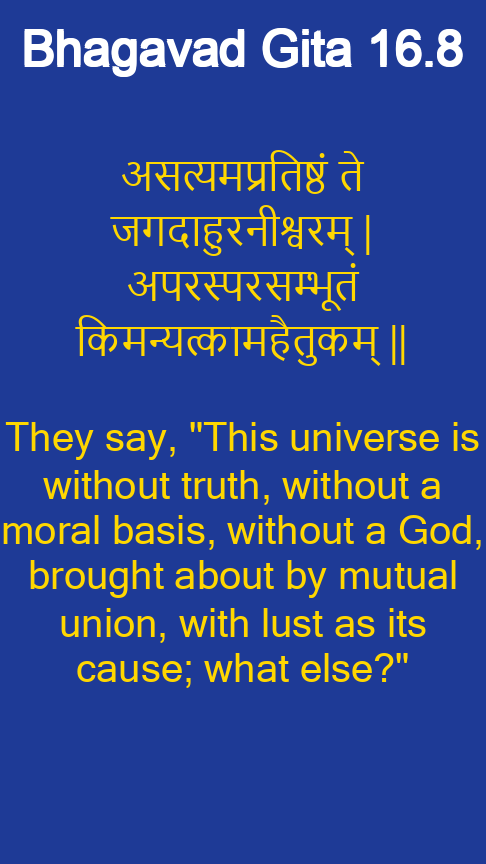 Bhagavad Gita 16.8
असत्यमप्रतिष्ठं ते
जगदाहुरनीश्वरम् |
अपरस्परसम्भूतं
किमन्यत्कामहैतुकम् ||
They say, "This universe is
without truth, without a
moral basis, without a God,
brought about by mutual
union, with lust as its
cause; what else?"